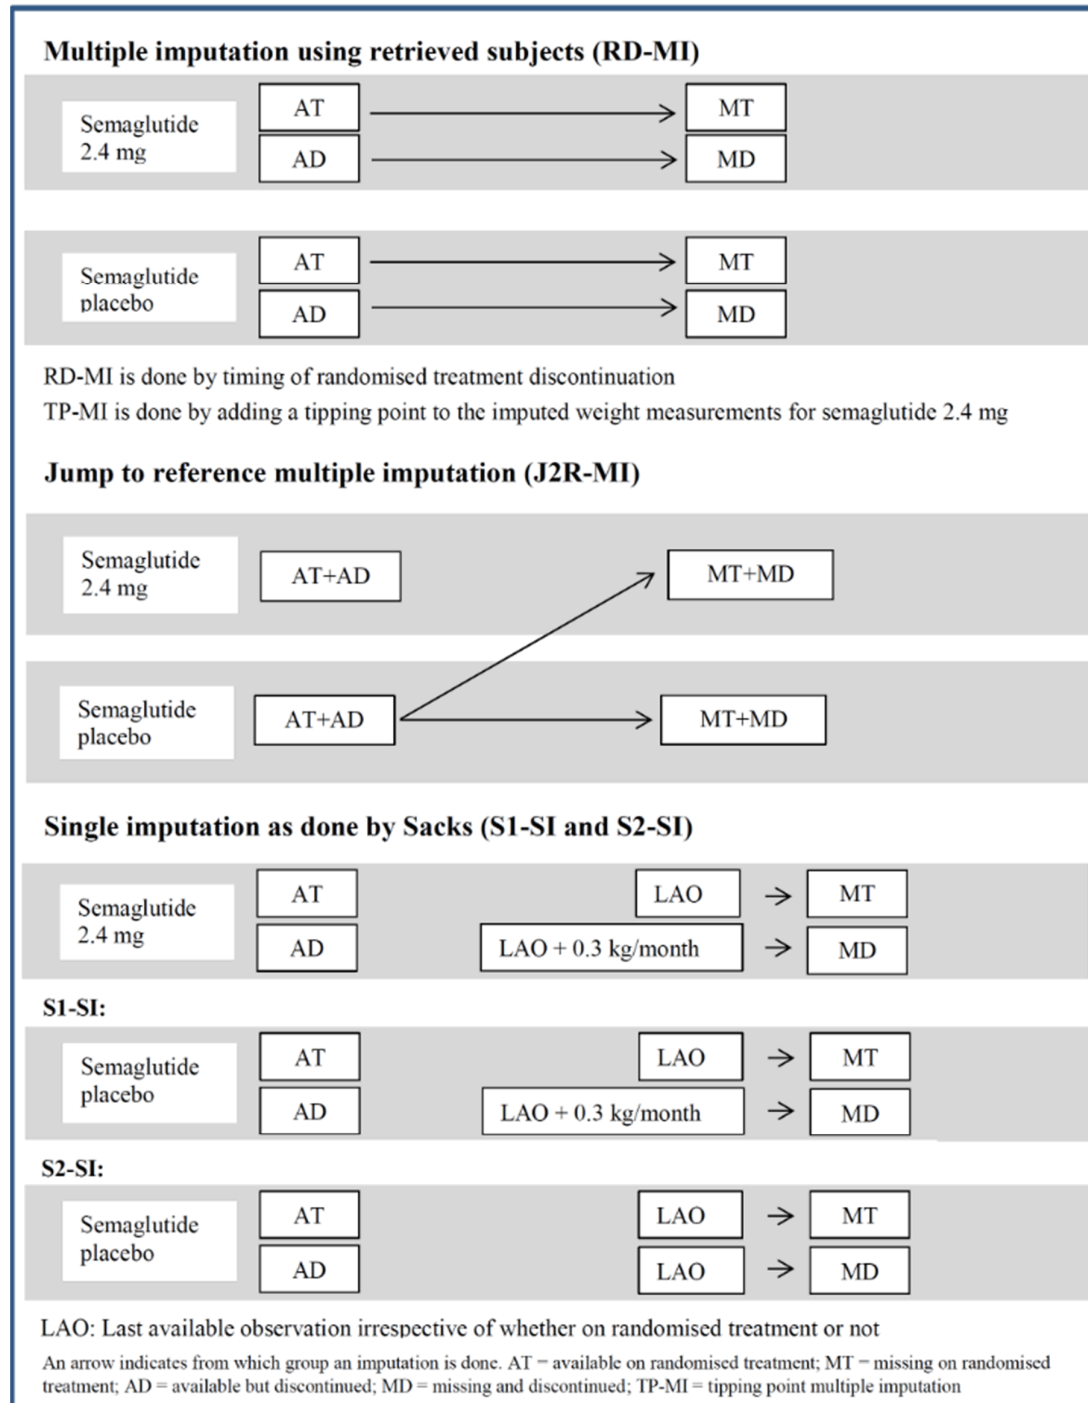 Multiple imputation using retrieved subjects (RD-MI)
Semaglutide
2.4 mg
AT
MT
AD
MD
Semaglutide
placebo
AT
MT
AD
MD
RD-MI is done by timing of randomised treatment discontinuation
TP-MI is done by adding a tipping point to the imputed weight measurements for semaglutide 2.4 mg
Jump to reference multiple imputation (J2R-MI)
Semaglutide
2.4 mg
AT+AD
MT+MD
Semaglutide
placebo
AT+AD
MT+MD
Single imputation as done by Sacks (S1-SI and S2-SI)
Semaglutide
2.4 mg
AT
LAO
MT
AD
LAO + 0.3 kg/month
MD
S1-SI:
Semaglutide
placebo
AT
LAO
MT
AD
LAO + 0.3 kg/month
MD
S2-SI:
Semaglutide
placebo
AT
LAO
MT
AD
LAO
MD
LAO: Last available observation irrespective of whether on randomised treatment or not
An arrow indicates from which group an imputation is done. AT = available on randomised treatment; MT = missing on randomised
treatment; AD = available but discontinued; MD = missing and discontinued; TP-MI = tipping point multiple imputation